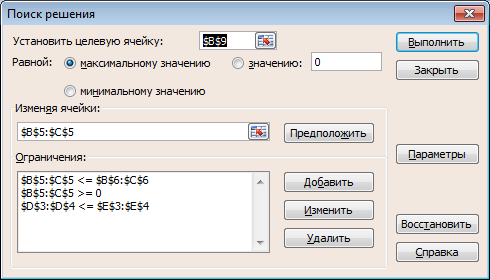 Поиск решения
Установить целевую ячейку: $B$9
Выполнить
Равной: максимальному значению значению: 0
Закрыть
минимальному значению
Изменяя ячейки:
$B$5:$C$5
Предположить
Ограничения:
Параметры
$B$5:$C$5 <= $B$6:$C$6
$B$5:$C$5 >= 0
$D$3:$D$4 <= $E$3:$E$4
Добавить
Изменить
Удалить
Восстановить
Справка